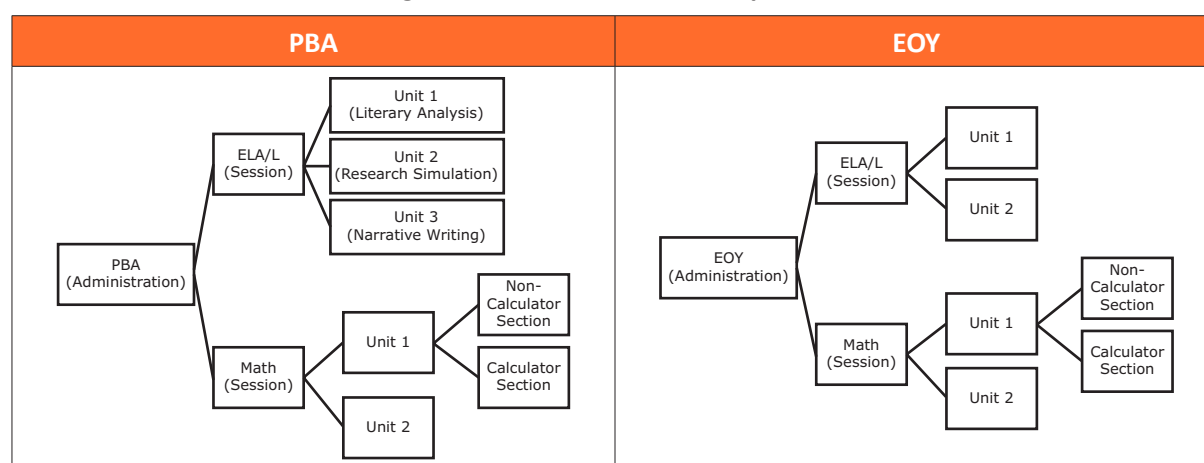 PBA
EOY
Unit 1
(Literary Analysis)
ELA/L
(Session)
Unit 2
(Research Simulation)
Unit 3
(Narrative Writing)
PBA
(Administration)
Non-
Calculator
Section
Unit 1
Math
(Session)
Calculator
Section
Unit 2
Unit 1
ELA/L
(Session)
Unit 2
EOY
(Administration)
Non-
Calculator
Section
Unit 1
Math
(Session)
Calculator
Section
Unit 2